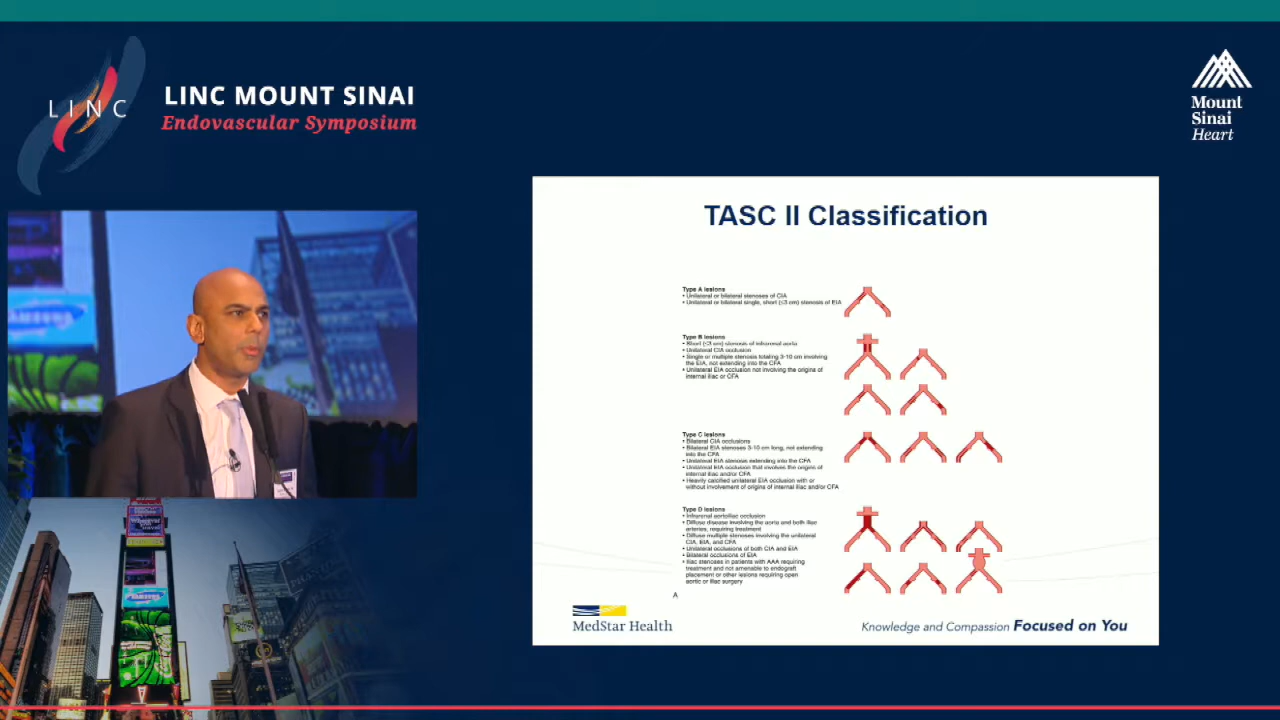 LINC
LINC MOUNT SINAI
Endovascular Symposium
Mount
Sinai
Heart
TASC II Classification
Type A lesions
• Unilateral or bilateral stenoses of CIA
• Unilateral or bilateral single, short (≤3 cm) stenosis of EIA
Type B lesions
• Short (≤3 cm) stenosis of infrarenal aorta
• Unilateral CIA occlusion
• Single or multiple stenosis totaling 3-10 cm involving
the EIA, not extending into the CFA
• Unilateral EIA occlusion not involving the origins of
internal iliac or CFA
Type C lesions
• Bilateral CIA occlusions
• Bilateral EIA stenoses 3-10 cm long, not extending
into the CFA
• Unilateral EIA stenosis extending into the CFA
• Unilateral EIA occlusion that involves the origins of
internal iliac and/or CFA
• Heavily calcified unilateral EIA occlusion with or
without involvement of origins of internal iliac and/or CFA
Type D lesions
• Infrarenal aortoiliac occlusion
• Diffuse disease involving the aorta and both iliac
arteries, requiring treatment
• Diffuse multiple stenoses involving the unilateral
CIA, EIA, and CFA
• Unilateral occlusions of both CIA and EIA
• Bilateral occlusions of EIA
• Iliac stenoses in patients with AAA requiring
treatment and not amenable to endograft
placement or other lesions requiring open
aortic or iliac surgery
A
MedStar Health
Knowledge and Compassion Focused on You